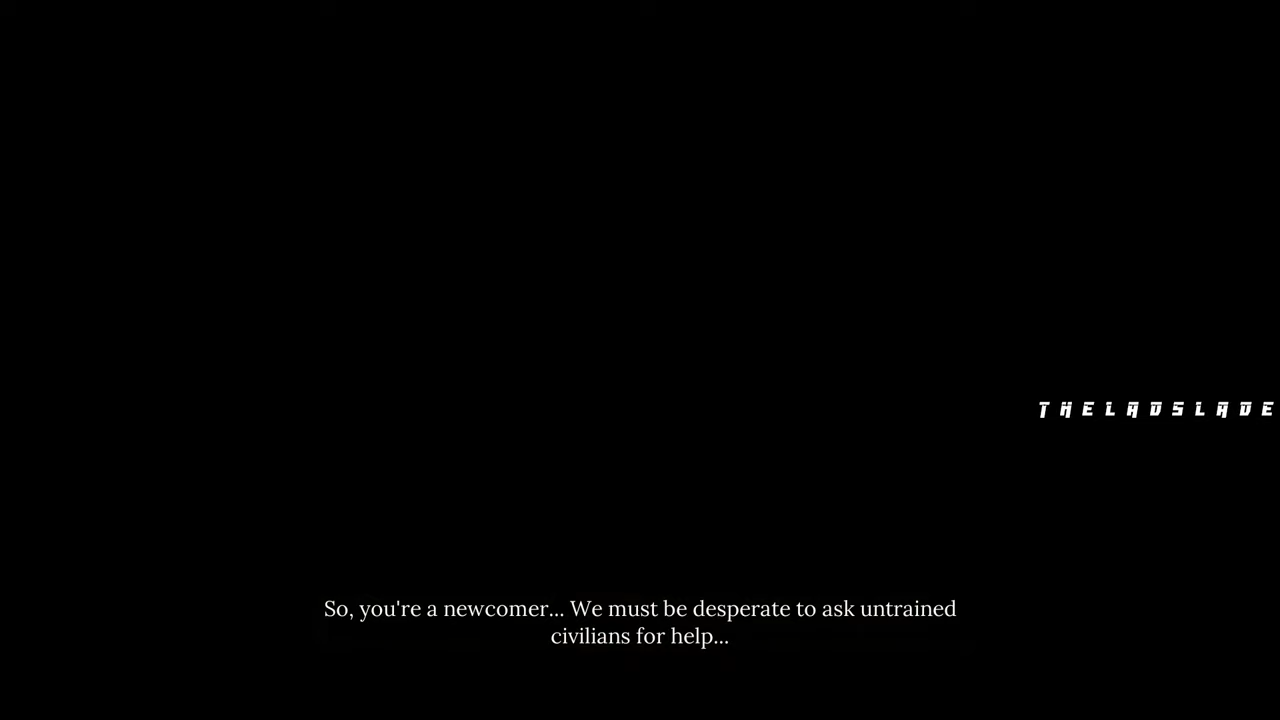 THELADSLADE
So, you're a newcomer... We must be desperate to ask untrained
civilians for help...